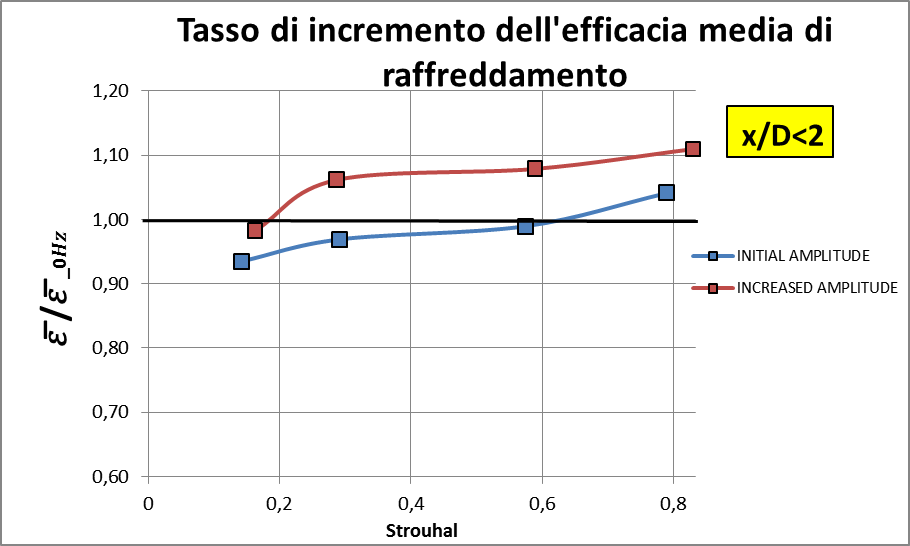 Tasso di incremento dell'efficacia media di
raffreddamento
x/D<2
ε̅/ε̅_0Hz
1,20
1,10
1,00
0,90
0,80
0,70
0,60
0
0,2
0,4
0,6
0,8
Strouhal
INITIAL AMPLITUDE
INCREASED AMPLITUDE